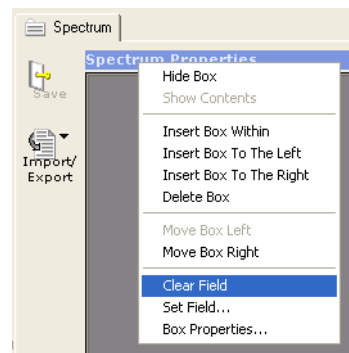 Spectrum
Spectrum Properties
Save
Import/
Export
Hide Box
Show Contents
Insert Box Within
Insert Box To The Left
Insert Box To The Right
Delete Box
Move Box Left
Move Box Right
Clear Field
Set Field...
Box Properties...